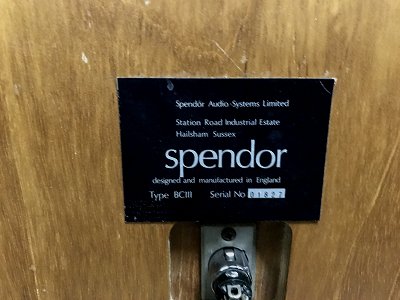 Spendor Audio Systems Limited
Station Road Industrial Estate
Hailsham Sussex
spendor
designed and manufactured in England
Type BCIII Serial No 01822